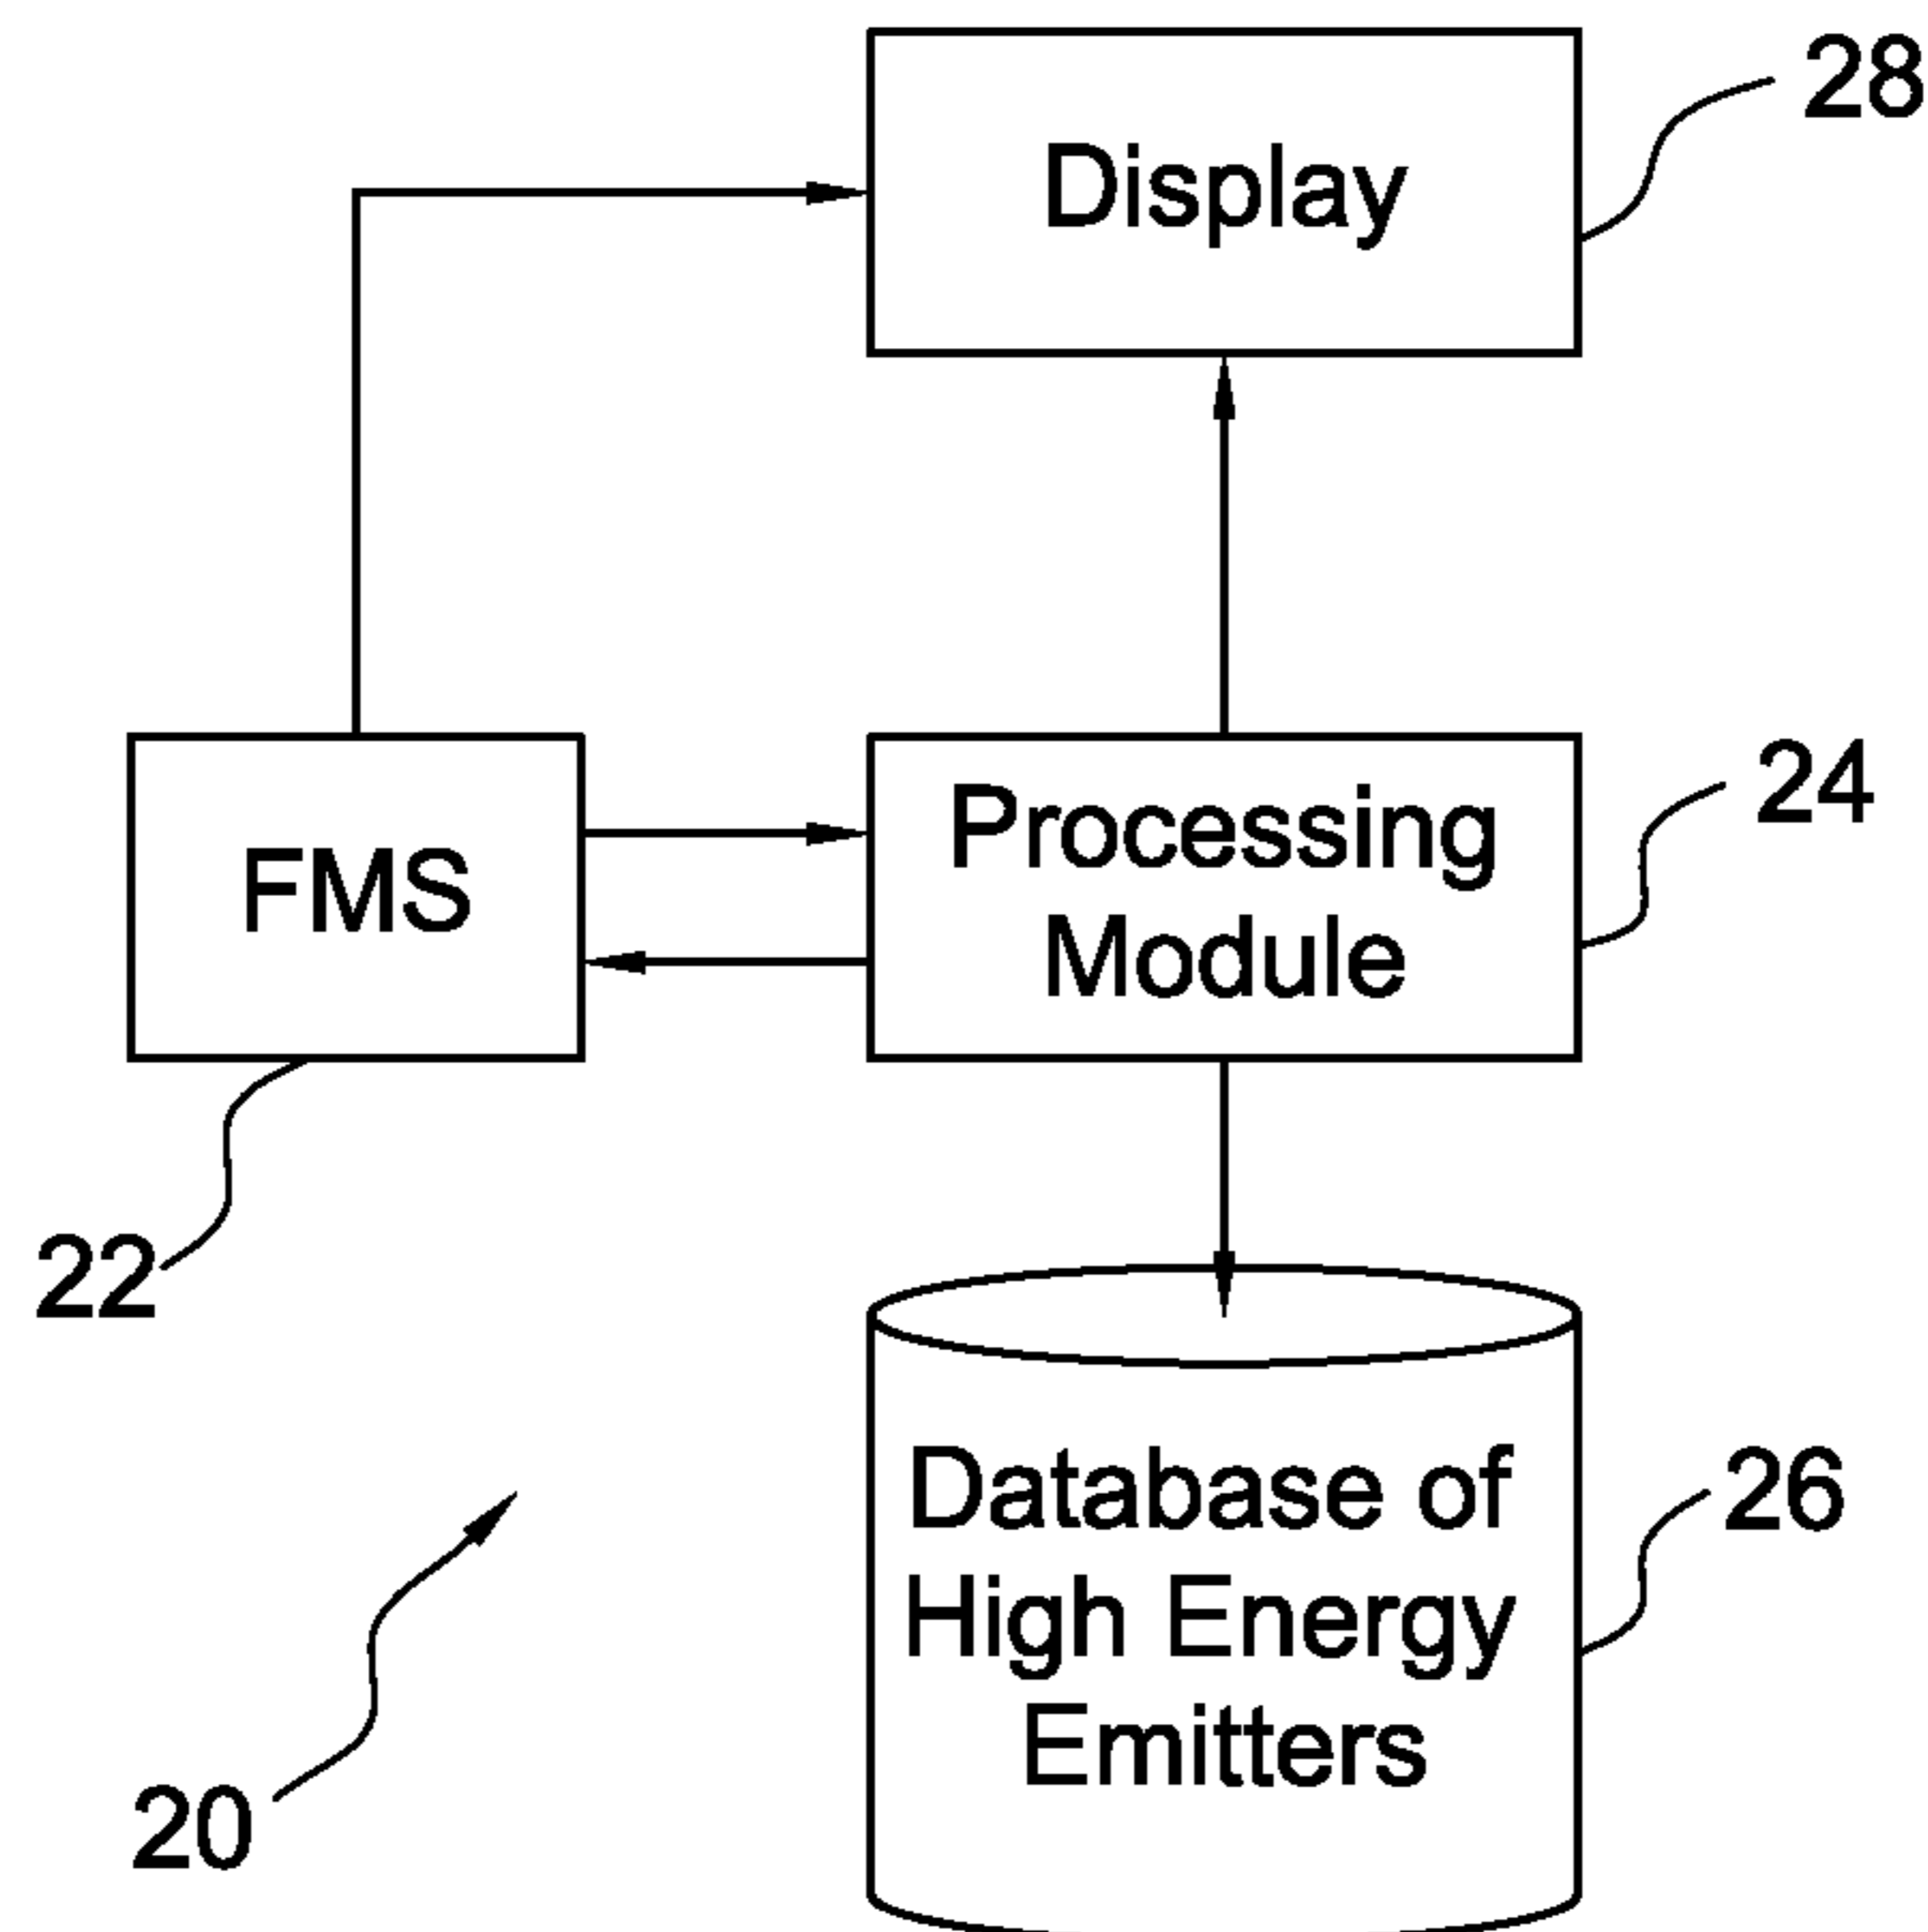 28
Display
24
Processing
Module
FMS
22
Database of
High Energy
Emitters
26
20